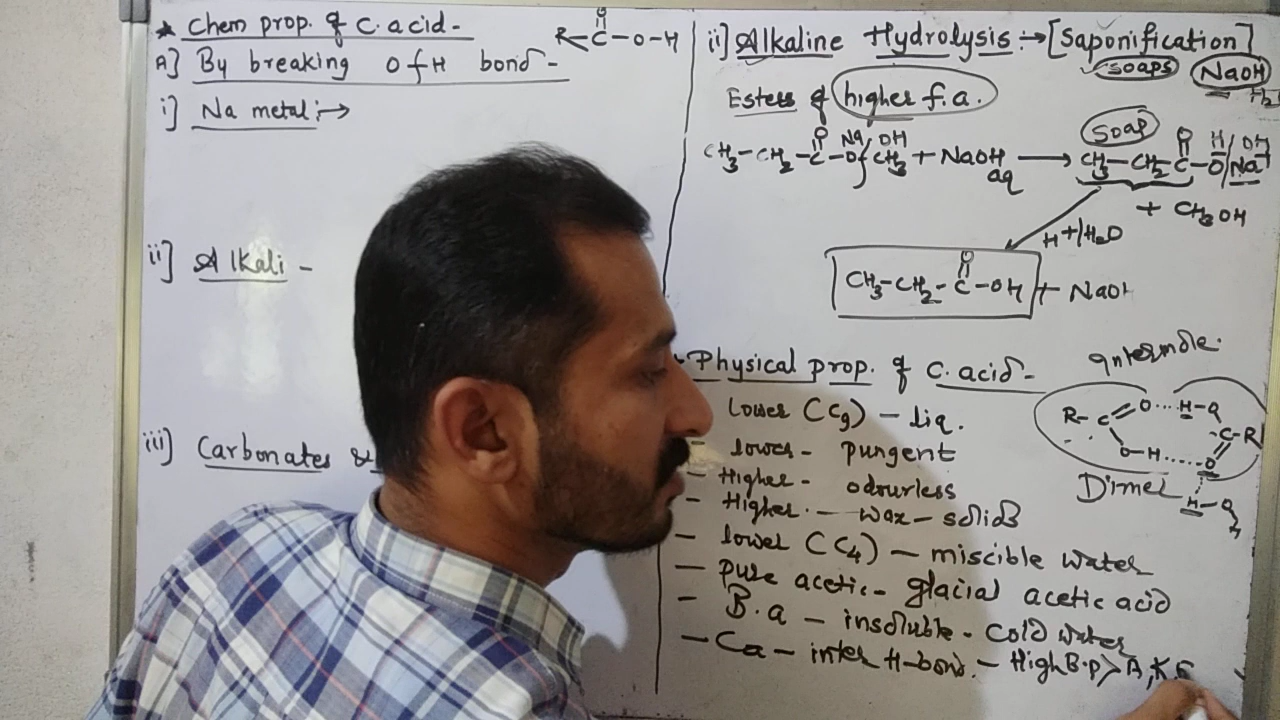 ★ Chem prop. of C. acid -
O
R-C-O-H
A] By breaking O-H bond -
i] Na metal :→
ii] Alkali -
iii] Carbonates &
ii] Alkaline Hydrolysis :→ [Saponification]
soaps NaOH
Esters of higher f.a.
CH3-CH2-C-O CH3 + NaOH aq → CH3-CH2-C-O Na+
soap
+ CH3OH
H+/H2O
CH3-CH2-C-OH + NaOH
Physical prop. of C. acid -
lower (C9) - liq.
lower - pungent
- Higher - odourless
- Higher - wax - solids
- lower (C4) - miscible water
- pure acetic - glacial acetic acid
- B.a - insoluble - cold water
- Ca - inter H-bond. - High B.p > A, K
intermole.
R-C O H-O
C-R
O-H O
Dimer
H-O